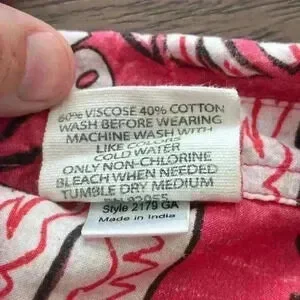 60% VISCOSE 40% COTTON
WASH BEFORE WEARING
MACHINE WASH WITH
LIKE COLORS
COLD WATER
ONLY NON-CHLORINE
BLEACH WHEN NEEDED
TUMBLE DRY MEDIUM
Style 2179 GA
Made in India